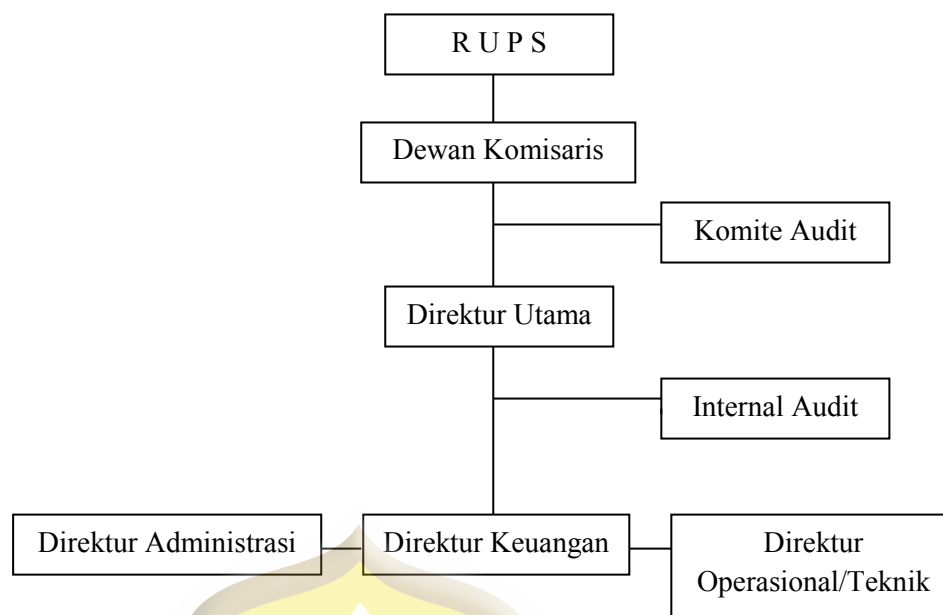 R U P S
Dewan Komisaris
Komite Audit
Direktur Utama
Internal Audit
Direktur Administrasi
Direktur Keuangan
Direktur
Operasional/Teknik